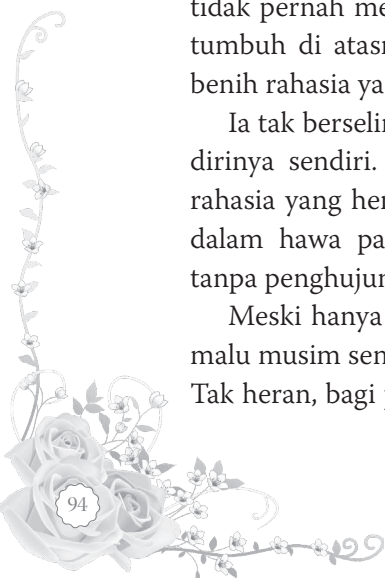 tidak pernah me
tumbuh di atasn
benih rahasia ya
Ia tak berselin
dirinya sendiri.
rahasia yang her
dalam hawa pa
tanpa penghujun
Meski hanya
malu musim sen
Tak heran, bagi
94